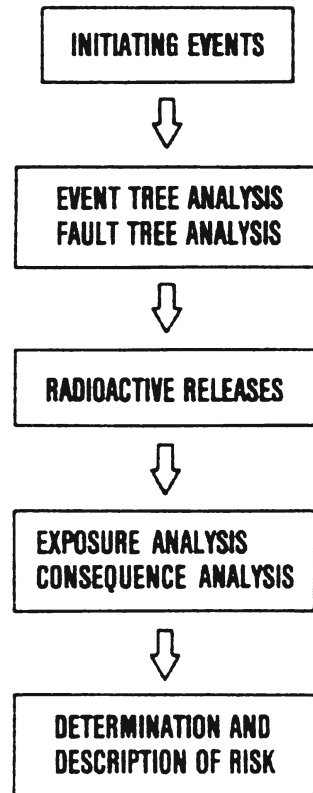 INITIATING EVENTS
EVENT TREE ANALYSIS
FAULT TREE ANALYSIS
RADIOACTIVE RELEASES
EXPOSURE ANALYSIS
CONSEQUENCE ANALYSIS
DETERMINATION AND
DESCRIPTION OF RISK